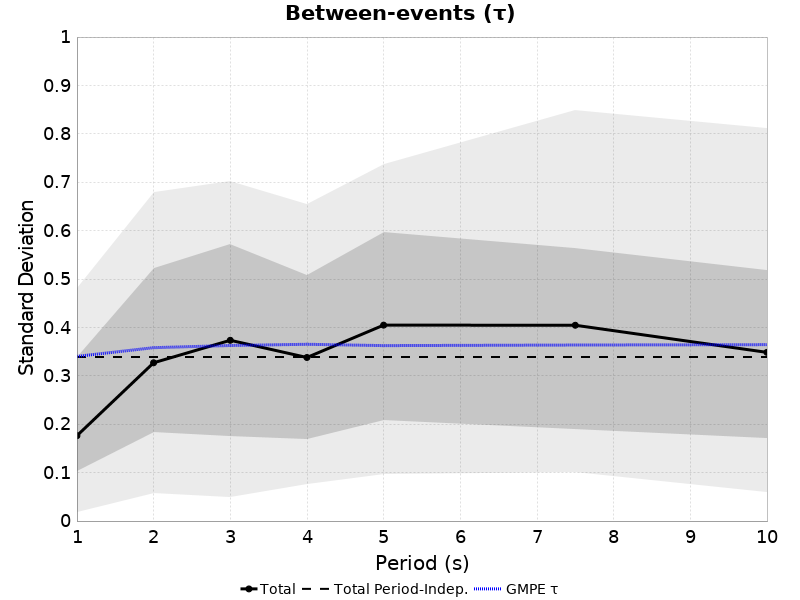 Between-events (τ)
1
0.9
0.8
0.7
0.6
0.5
0.4
0.3
0.2
0.1
0
Standard Deviation
1 2 3 4 5 6 7 8 9 10
Period (s)
Total Total Period-Indep. GMPE τ